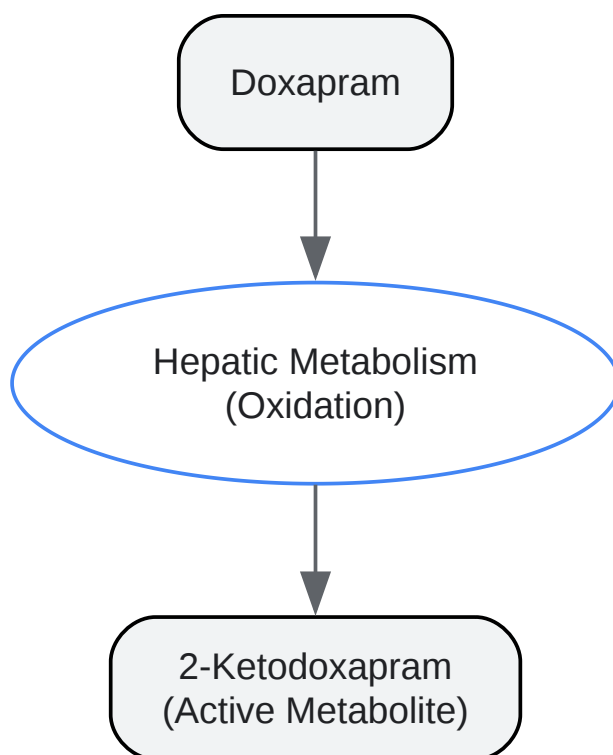 Doxapram
Hepatic Metabolism
(Oxidation)
2-Ketodoxapram
(Active Metabolite)